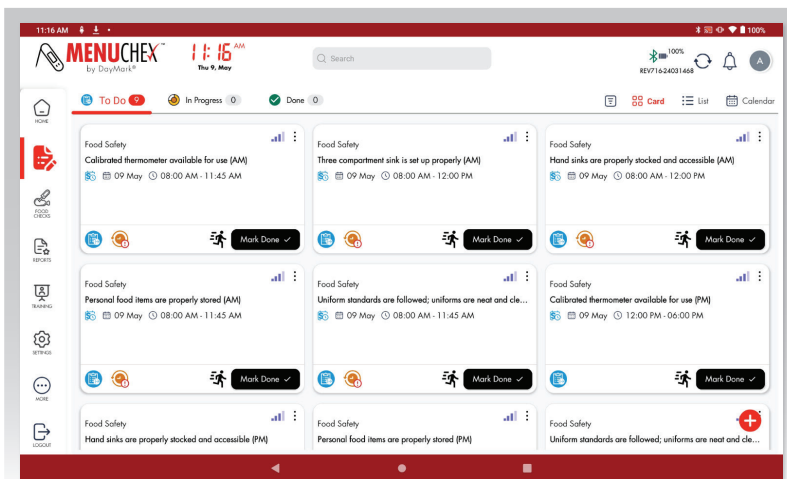 11:16 AM
100%
MENUCHEX™
by DayMark®
11:16 AM
Thu 9, May
Search
100%
REV716-24031468
A
To Do 9
In Progress 0
Done 0
Card
List
Calendar
HOME
FOOD CHECKS
REPORTS
TRAINING
SETTINGS
MORE
LOGOUT
Food Safety
Calibrated thermometer available for use (AM)
09 May 08:00 AM - 11:45 AM
Mark Done
Food Safety
Three compartment sink is set up properly (AM)
09 May 08:00 AM - 12:00 PM
Mark Done
Food Safety
Hand sinks are properly stocked and accessible (AM)
09 May 08:00 AM - 12:00 PM
Mark Done
Food Safety
Personal food items are properly stored (AM)
09 May 08:00 AM - 11:45 AM
Mark Done
Food Safety
Uniform standards are followed; uniforms are neat and cle...
09 May 08:00 AM - 11:45 AM
Mark Done
Food Safety
Calibrated thermometer available for use (PM)
09 May 12:00 PM - 06:00 PM
Mark Done
Food Safety
Hand sinks are properly stocked and accessible (PM)
Food Safety
Personal food items are properly stored (PM)
Food Safety
Uniform standards are followed; uniforms are neat and cle...